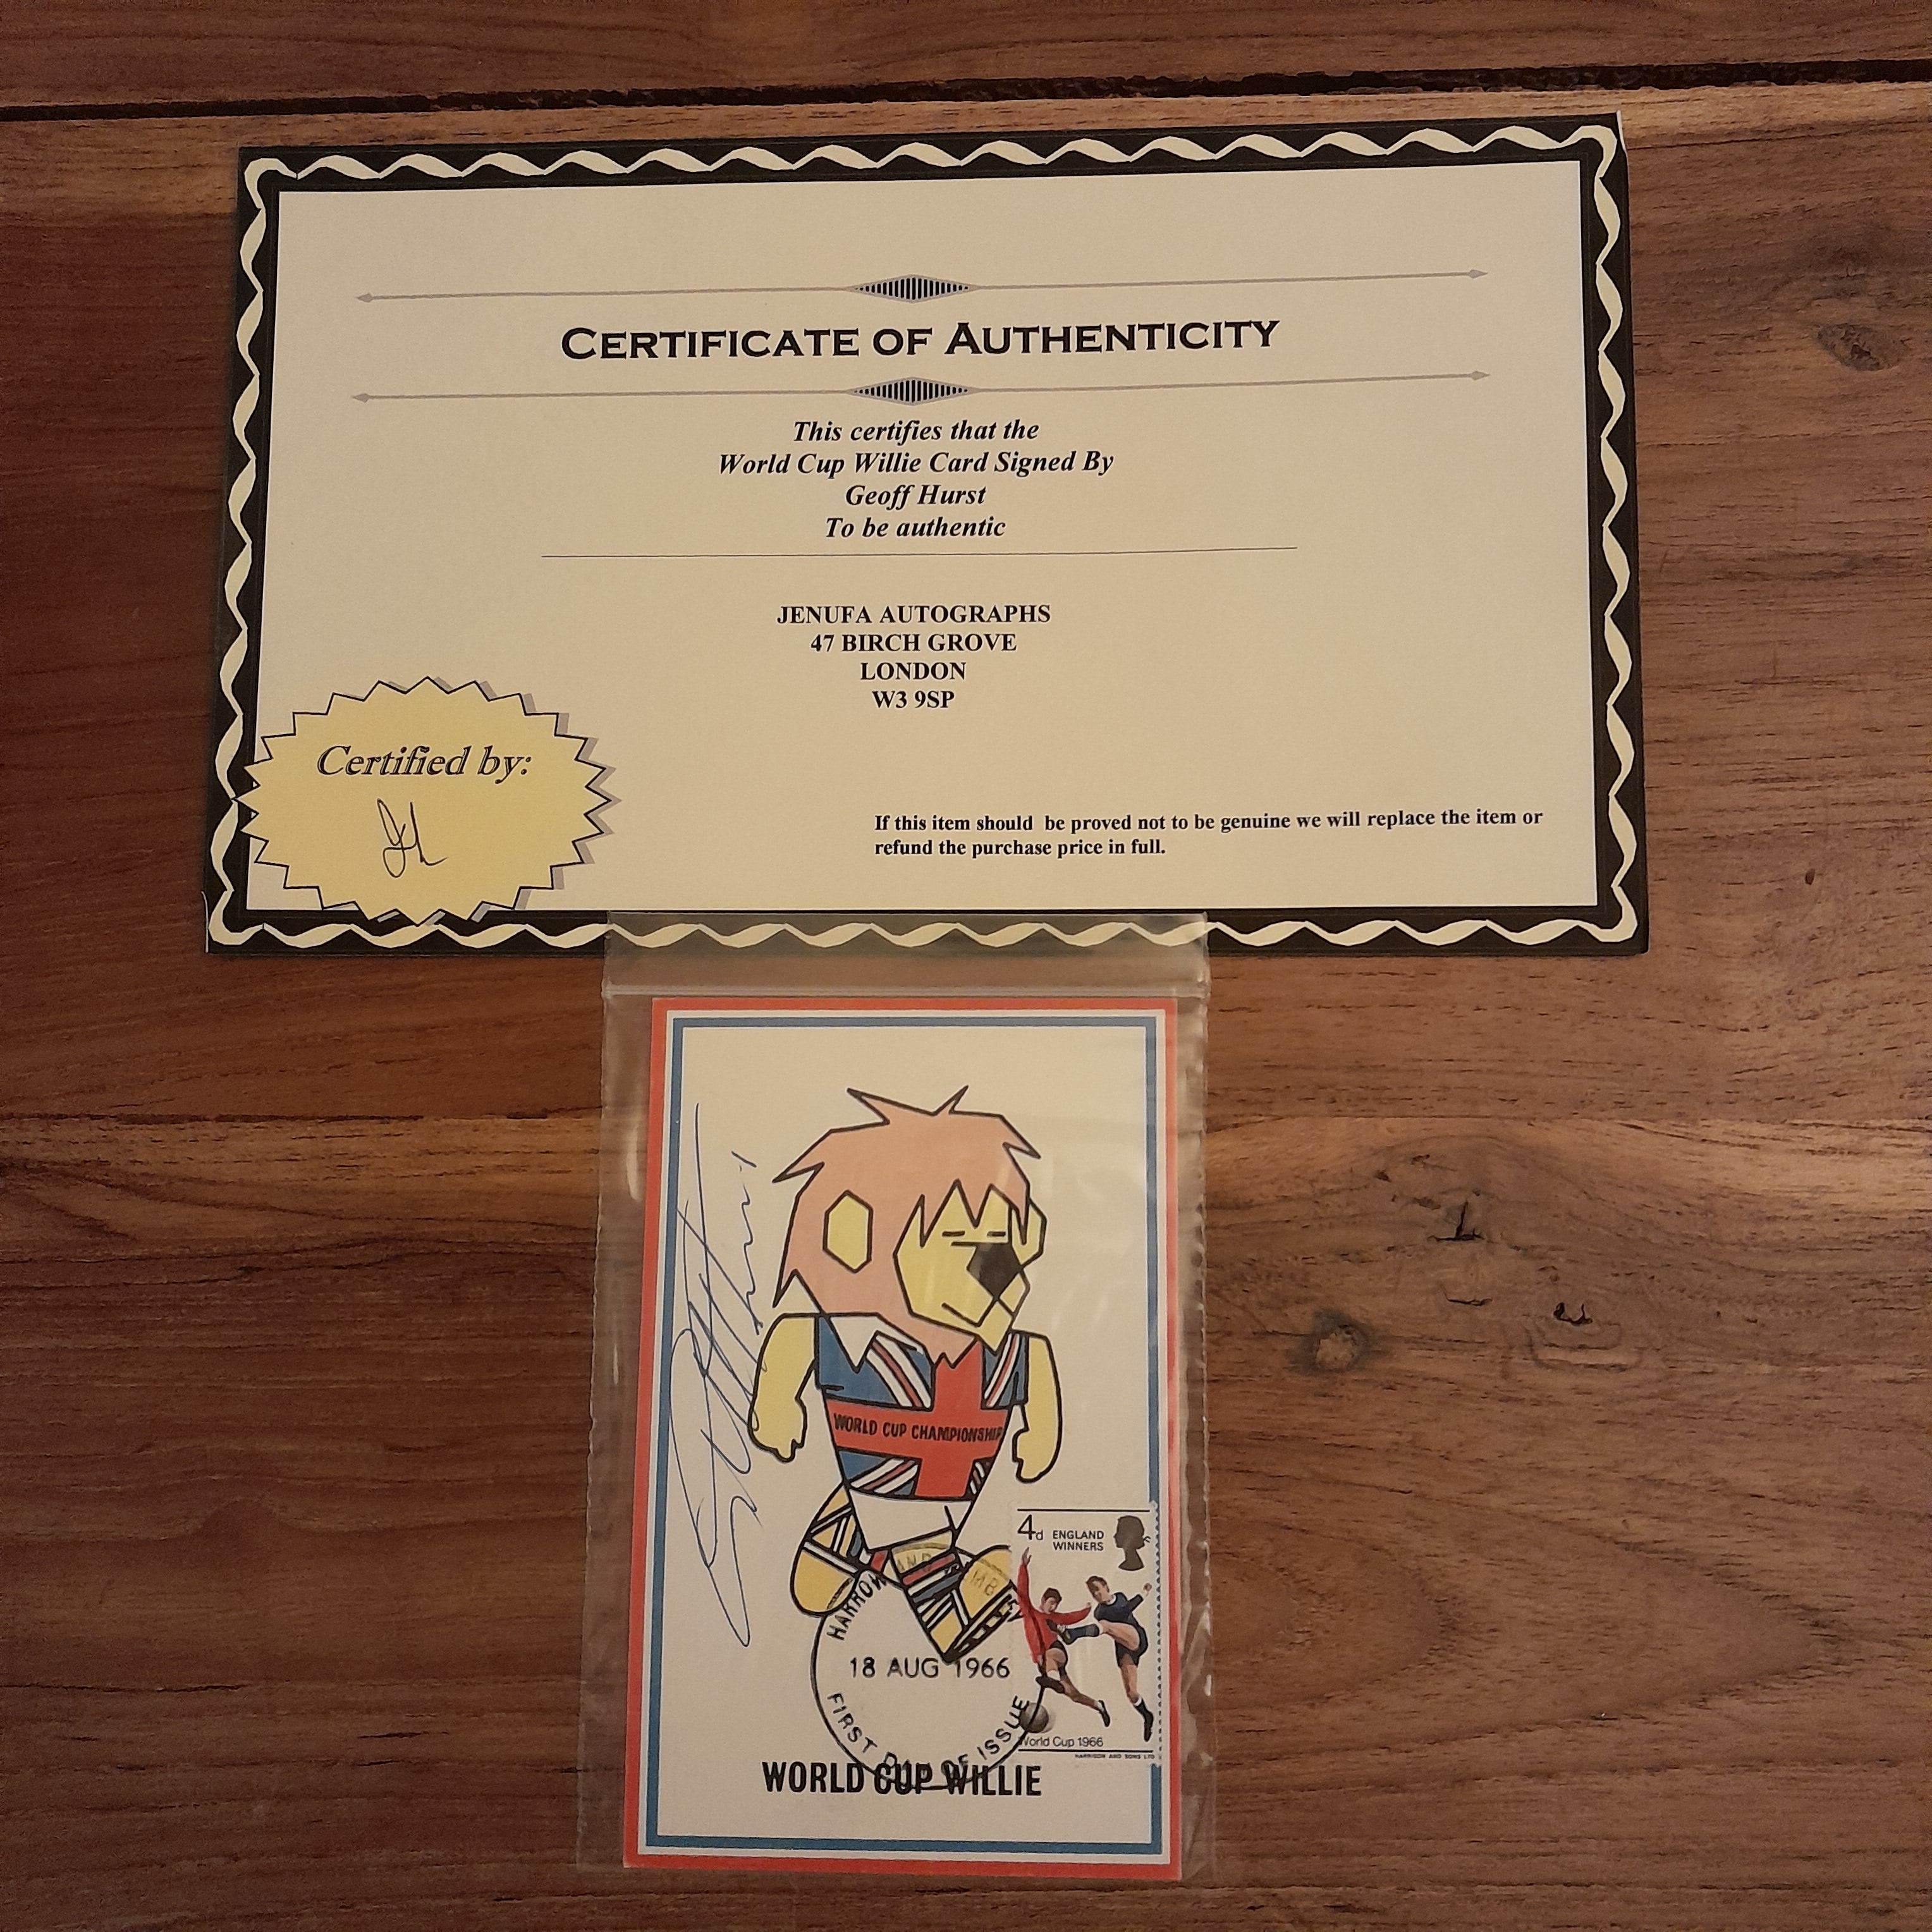 CERTIFICATE OF AUTHENTICITY
This certifies that the
World Cup Willie Card Signed By
Geoff Hurst
To be authentic
JENUFA AUTOGRAPHS
47 BIRCH GROVE
LONDON
W3 9SP
Certified by:
If this item should be proved not to be genuine we will replace the item or
refund the purchase price in full.
WORLD CUP CHAMPIONSHIP
4d ENGLAND
WINNERS
HARROW AND
18 AUG 1966
FIRST DAY OF ISSUE
World Cup 1966
HARRISON AND SONS LTD
WORLD CUP WILLIE